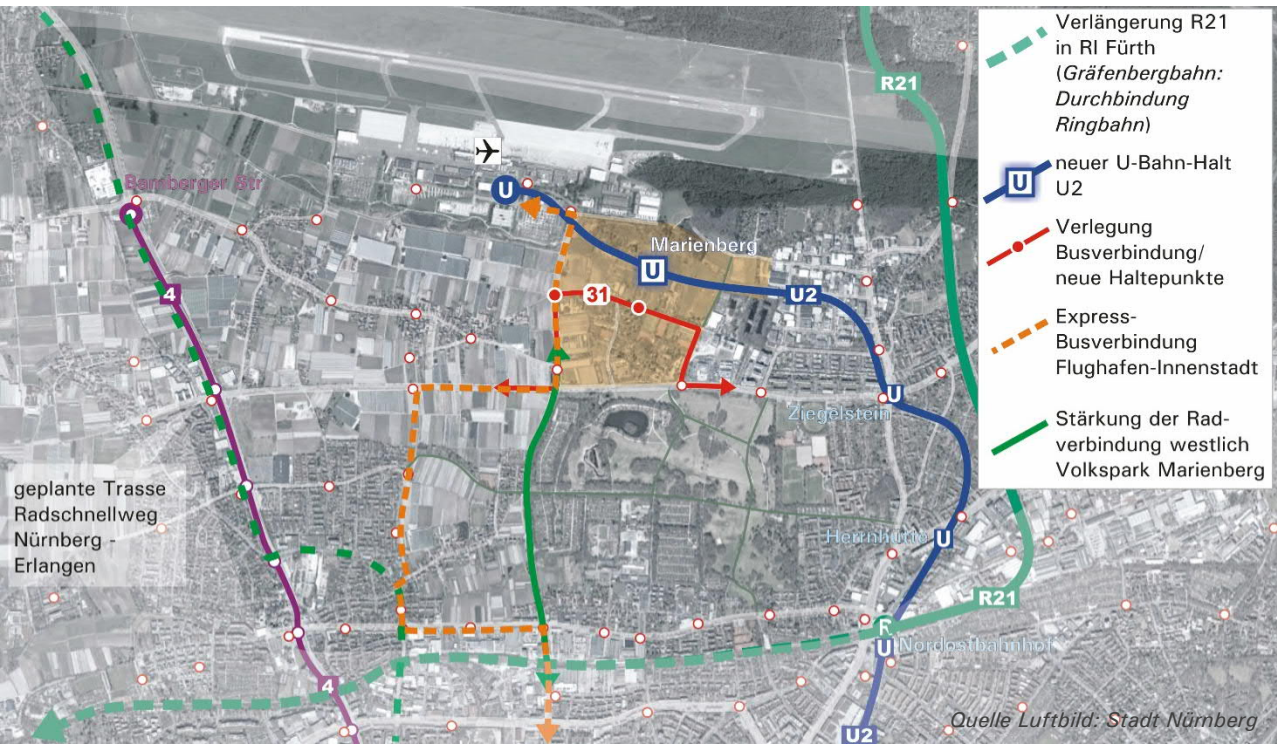 Verlängerung R21
in RI Fürth
(Gräfenbergbahn:
Durchbindung
Ringbahn)
neuer U-Bahn-Halt
U2
U
Verlegung
Busverbindung/
neue Haltepunkte
Express-
Busverbindung
Flughafen-Innenstadt
Stärkung der Rad-
verbindung westlich
Volkspark Marienberg
R21
Bamberger Str
U
Marienberg
U
4
31
U2
U
Ziegelstein
geplante Trasse
Radschnellweg
Nürnberg -
Erlangen
Herrnhütte
U
R21
R
U
Nordostbahnhof
4
U2
Quelle Luftbild: Stadt Nürnberg